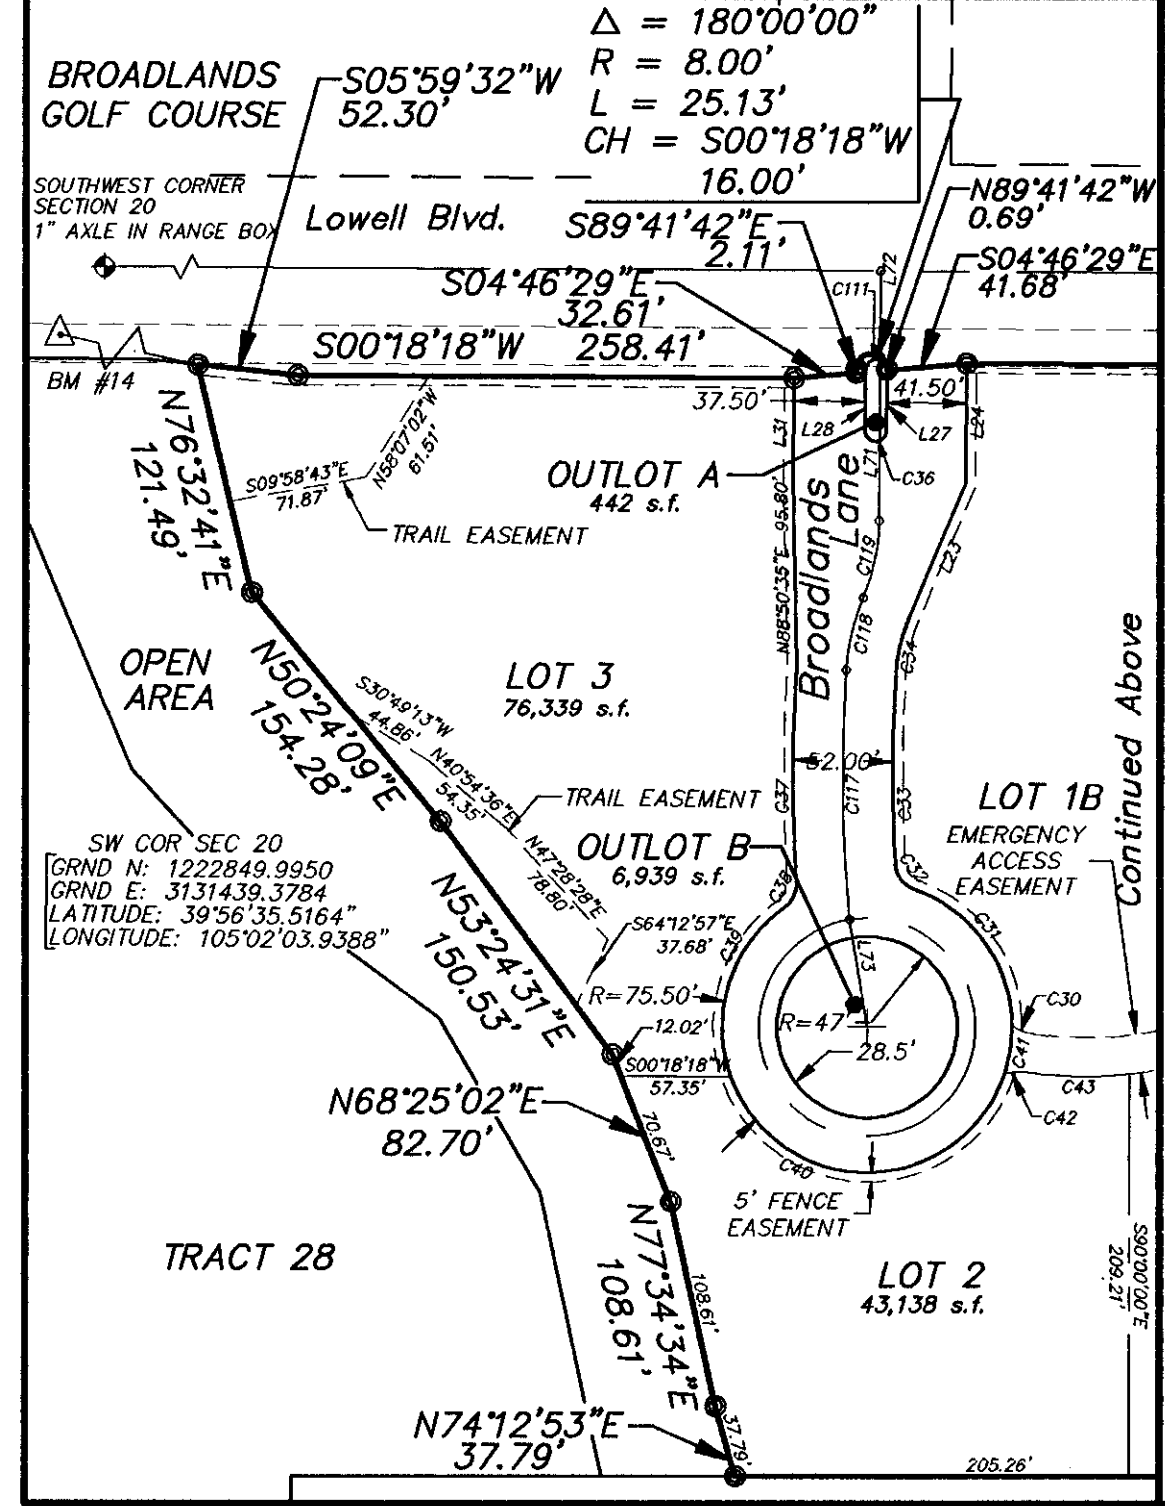 Δ = 180°00'00"
R = 8.00'
L = 25.13'
CH = S00°18'18"W
16.00'
BROADLANDS
GOLF COURSE
S05°59'32"W
52.30'
SOUTHWEST CORNER
SECTION 20
1" AXLE IN RANGE BOX
Lowell Blvd.
S89°41'42"E
2.11'
N89°41'42"W
0.69'
S04°46'29"E
41.68'
L72
C111
S04°46'29"E
32.61'
S00°18'18"W 258.41'
BM #14
37.50'
41.50'
L31
L28
L27
L24
L71
C36
N76°32'41"E
121.49'
S09°58'43"E
71.87'
N58°07'02"W
61.51'
TRAIL EASEMENT
OUTLOT A
442 s.f.
Broadlands
Lane
N88°50'35"E 95.80'
C119
L23
C118
C34
OPEN
AREA
N50°24'09"E
154.28'
LOT 3
76,339 s.f.
S30°49'13"W
44.86'
N40°54'36"E
54.35'
TRAIL EASEMENT
52.00'
C37
C117
C33
LOT 1B
EMERGENCY
ACCESS
EASEMENT
Continued Above
SW COR SEC 20
GRND N: 1222849.9950
GRND E: 3131439.3784
LATITUDE: 39°56'35.5164"
LONGITUDE: 105°02'03.9388"
N47°28'28"E
78.80'
OUTLOT B
6,939 s.f.
C38
C32
C31
C39
S64°12'57"E
37.68'
L73
N53°24'31"E
150.53'
R=75.50'
R=47'
28.5'
C30
C41
C43
C42
12.02'
S00°18'18"W
57.35'
N68°25'02"E
82.70'
70.67'
C40
5' FENCE
EASEMENT
TRACT 28
N77°34'34"E
108.61'
108.61'
LOT 2
43,138 s.f.
S90°00'00"E
209.21'
N74°12'53"E
37.79'
37.79'
205.26'